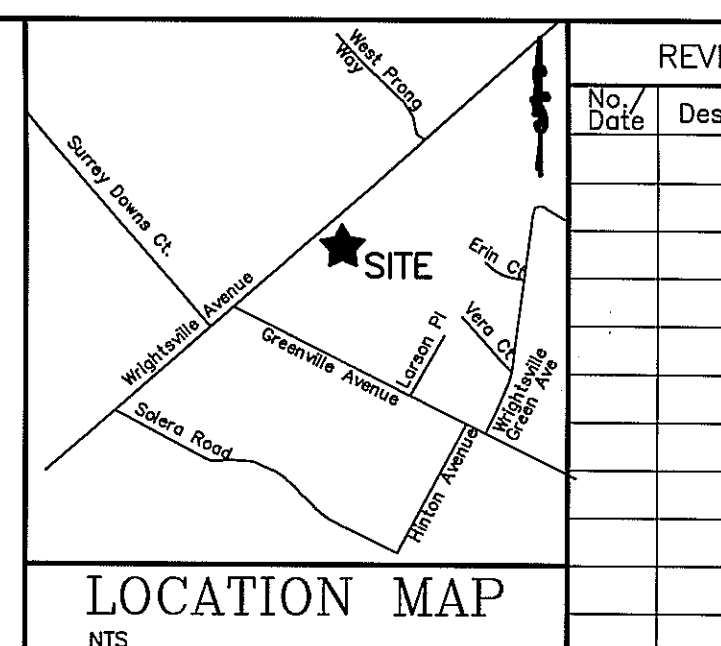 West Prong
Way
Surrey Downs Ct.
SITE
Erin Ct
Wrightsville Avenue
Vera Ct
Larson Pl
Greenville Avenue
Wrightsville
Green Ave
Solera Road
Hinton Avenue
LOCATION MAP
NTS
REVI
No./
Date
Des